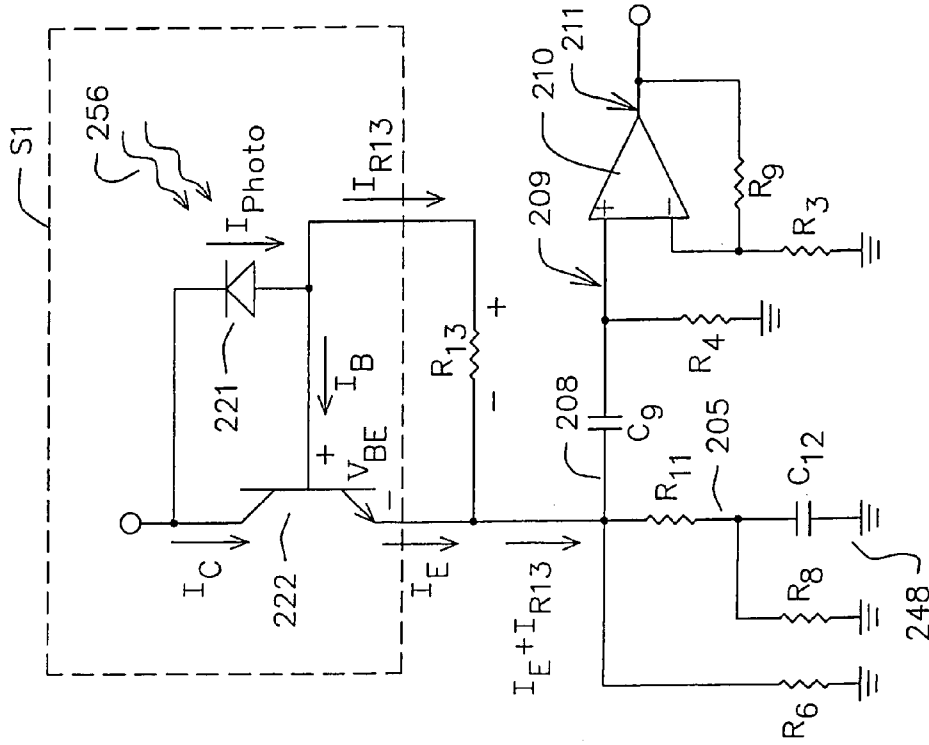 S1
256
I_Photo
I_R13
221
I_B
+
V_BE
-
I_C
222
I_E
R_13
+
-
I_E+I_R13
208
C_9
209
210
211
+
-
R_9
R_3
R_4
R_11
205
C_12
R_8
R_6
248